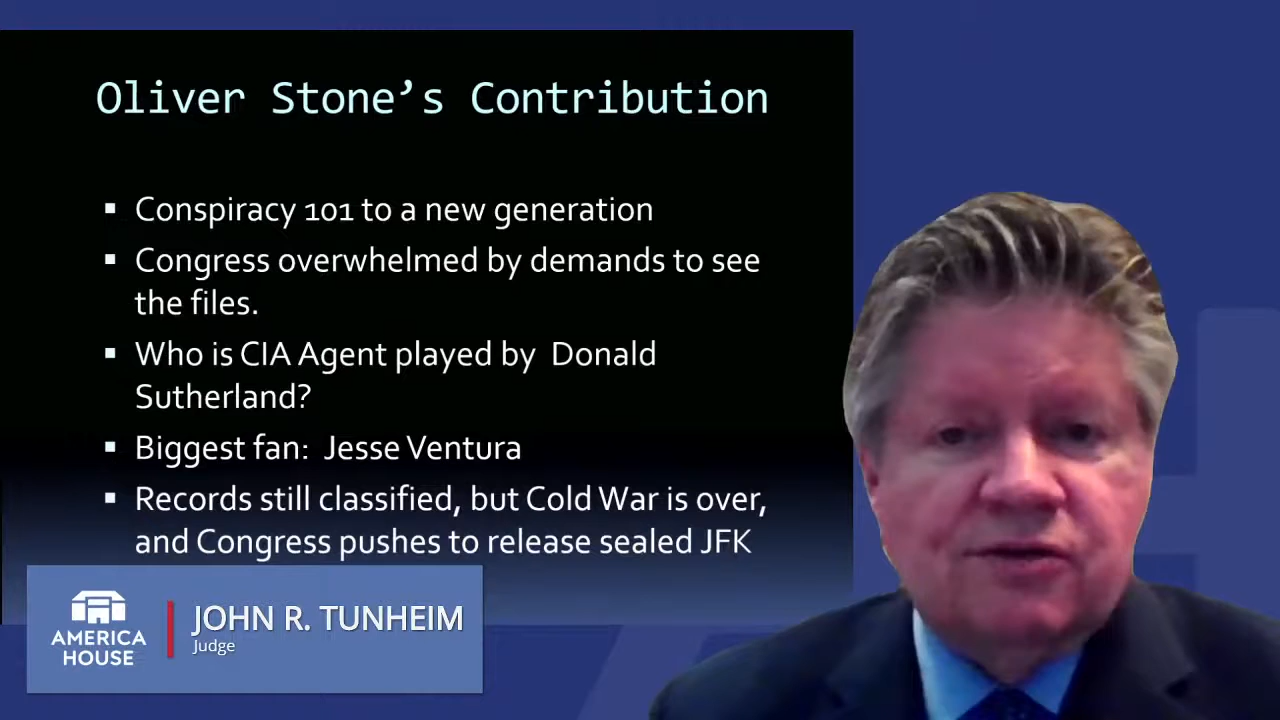 Oliver Stone’s Contribution
▪ Conspiracy 101 to a new generation
▪ Congress overwhelmed by demands to see
the files.
▪ Who is CIA Agent played by  Donald
Sutherland?
▪ Biggest fan:  Jesse Ventura
▪ Records still classified, but Cold War is over,
and Congress pushes to release sealed JFK
AMERICA
HOUSE
JOHN R. TUNHEIM
Judge